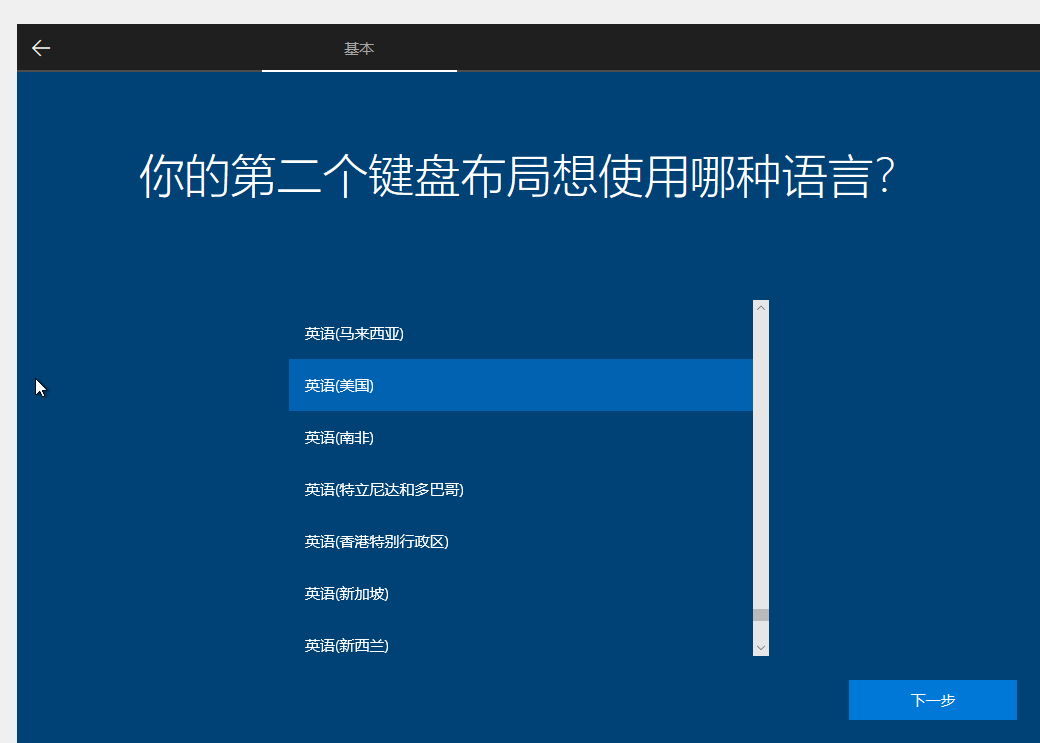 基本
你的第二个键盘布局想使用哪种语言?
英语(马来西亚)
英语(美国)
英语(南非)
英语(特立尼达和多巴哥)
英语(香港特别行政区)
英语(新加坡)
英语(新西兰)
下一步